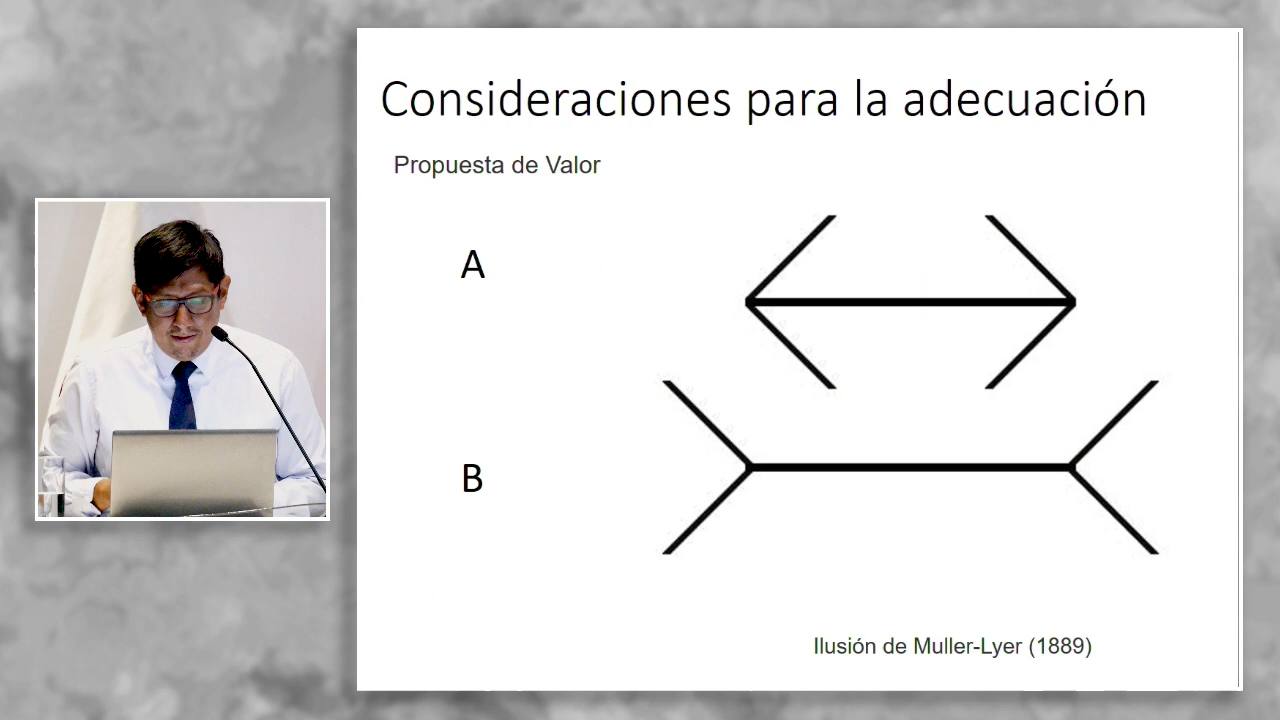 Consideraciones para la adecuación
Propuesta de Valor
A
B
Ilusión de Muller-Lyer (1889)